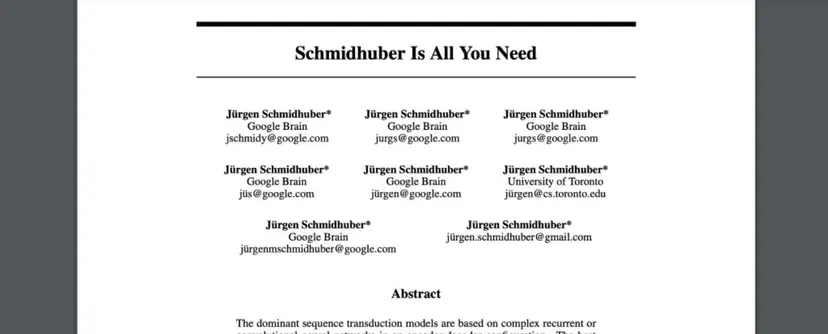 Schmidhuber Is All You Need
Jürgen Schmidhuber* Jürgen Schmidhuber* Jürgen Schmidhuber*
Google Brain Google Brain Google Brain
jschmidy@google.com jurgs@google.com jurgs@google.com
Jürgen Schmidhuber* Jürgen Schmidhuber* Jürgen Schmidhuber*
Google Brain Google Brain University of Toronto
jüs@google.com jürgen@google.com jürgen@cs.toronto.edu
Jürgen Schmidhuber* Jürgen Schmidhuber*
Google Brain jürgen.schmidhuber@gmail.com
jürgenmschmidhuber@google.com
Abstract
The dominant sequence transduction models are based on complex recurrent or